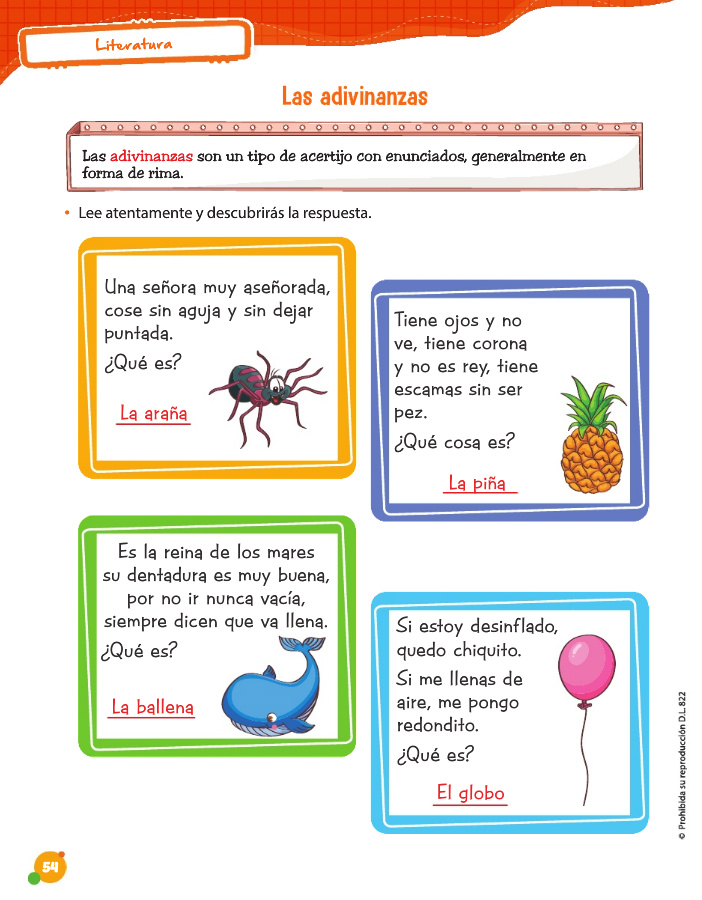 Literatura
Las adivinanzas
Las adivinanzas son un tipo de acertijo con enunciados, generalmente en
forma de rima.
• Lee atentamente y descubrirás la respuesta.
Una señora muy aseñorada,
cose sin aguja y sin dejar
puntada.
¿Qué es?
La araña
Tiene ojos y no
ve, tiene corona
y no es rey, tiene
escamas sin ser
pez.
¿Qué cosa es?
La piña
Es la reina de los mares
su dentadura es muy buena,
por no ir nunca vacía,
siempre dicen que va llena.
¿Qué es?
La ballena
Si estoy desinflado,
quedo chiquito.
Si me llenas de
aire, me pongo
redondito.
¿Qué es?
El globo
© Prohibida su reproducción D.L. 822
54